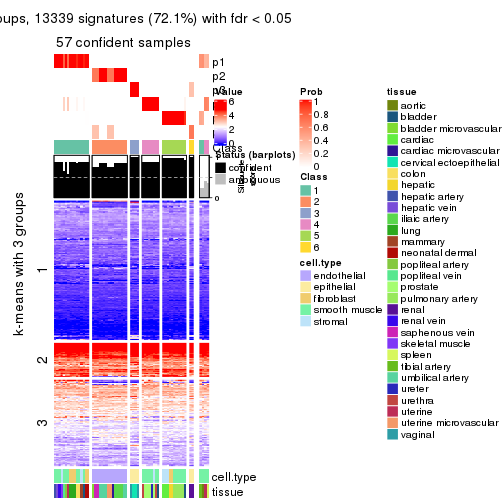 oups, 13339 signatures (72.1%) with fdr < 0.05
57 confident samples
p1
p2
p3
Value
6
4
2
0
Class
Status (barplots)
confident
ambiguous
0
k-means with 3 groups
1
2
3
cell.type
tissue
Prob
1
0.8
0.6
0.4
0.2
0
Class
1
2
3
4
5
6
cell.type
endothelial
epithelial
fibroblast
smooth muscle
stromal
tissue
aortic
bladder
bladder microvascular
cardiac
cardiac microvascular
cervical ectoepithelial
colon
hepatic
hepatic artery
hepatic vein
iliaic artery
lung
mammary
neonatal dermal
popliteal artery
popliteal vein
prostate
pulmonary artery
renal
renal vein
saphenous vein
skeletal muscle
spleen
tibial artery
umbilical artery
ureter
urethra
uterine
uterine microvascular
vaginal